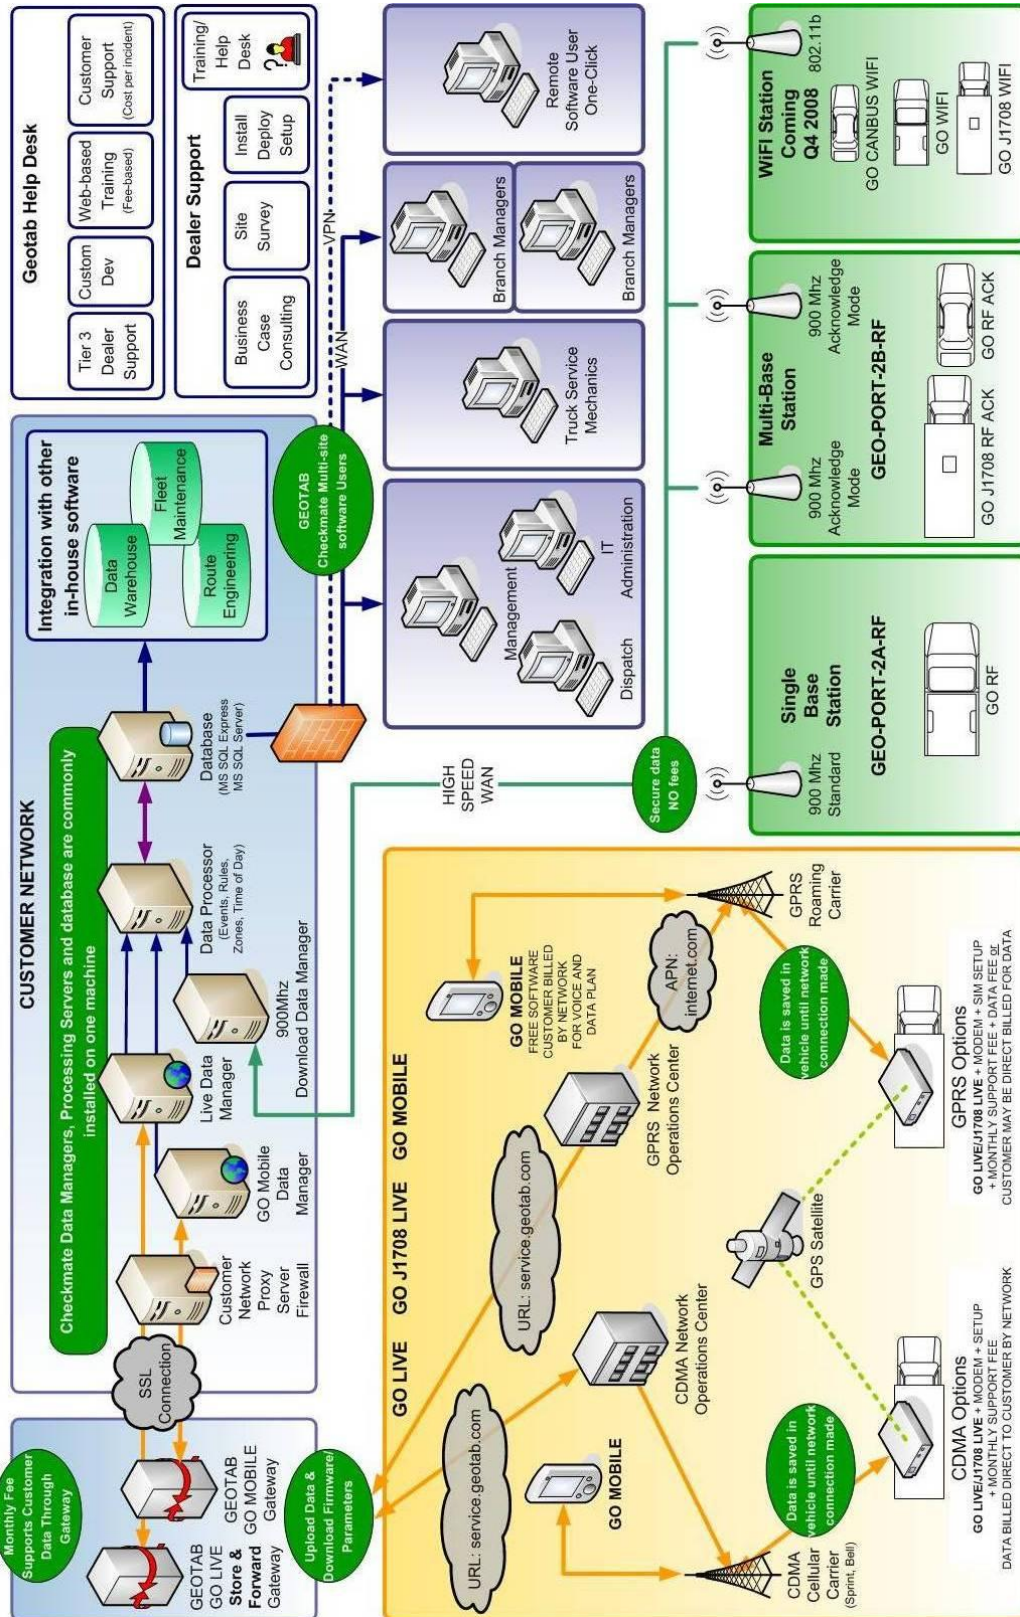 Monthly Fee
Supports Customer
Data Through
Gateway
GEOTAB
GO LIVE
Store &
Forward
Gateway
GEOTAB
GO MOBILE
Gateway
SSL
Connection
CUSTOMER NETWORK
Checkmate Data Managers, Processing Servers and database are commonly
installed on one machine
Customer
Network
Proxy
Server
Firewall
GO Mobile
Data
Manager
Live Data
Manager
900Mhz
Download Data Manager
Data Processor
(Events, Rules,
Zones, Time of Day)
Database
(MS SQL Express
MS SQL Server)
Integration with other
in-house software
Data
Warehouse
Fleet
Maintenance
Route
Engineering
Geotab Help Desk
Tier 3
Dealer
Support
Custom
Dev
Web-based
Training
(Fee-based)
Customer
Support
(Cost per incident)
Dealer Support
Business
Case
Consulting
Site
Survey
Install
Deploy
Setup
Training/
Help
Desk
Upload Data &
Download Firmware/
Parameters
GEOTAB
Checkmate Multi-site
software Users
WAN
VPN
HIGH
SPEED
WAN
Management
Dispatch
IT
Administration
Truck Service
Mechanics
Branch Managers
Branch Managers
Remote
Software User
One-Click
GO LIVE GO J1708 LIVE GO MOBILE
URL: service.geotab.com
URL: service.geotab.com
GO MOBILE
GO MOBILE
FREE SOFTWARE
CUSTOMER BILLED
BY NETWORK
FOR VOICE AND
DATA PLAN
CDMA Network
Operations Center
GPRS Network
Operations Center
APN:
internet.com
CDMA
Cellular
Carrier
(Sprint, Bell)
GPRS
Roaming
Carrier
Data is saved in
vehicle until network
connection made
GPS Satellite
Data is saved in
vehicle until network
connection made
CDMA Options
GO LIVE/J1708 LIVE + MODEM + SETUP
+ MONTHLY SUPPORT FEE
DATA BILLED DIRECT TO CUSTOMER BY NETWORK
GPRS Options
GO LIVE/J1708 LIVE + MODEM + SIM SETUP
+ MONTHLY SUPPORT FEE + DATA FEE or
CUSTOMER MAY BE DIRECT BILLED FOR DATA
Secure data
NO fees
900 Mhz
Standard
Single
Base
Station
GEO-PORT-2A-RF
GO RF
900 Mhz
Acknowledge
Mode
Multi-Base
Station
900 Mhz
Acknowledge
Mode
GEO-PORT-2B-RF
GO J1708 RF ACK
GO RF ACK
WiFI Station
Coming
Q4 2008
802.11b
GO CANBUS WIFI
GO WIFI
GO J1708 WIFI